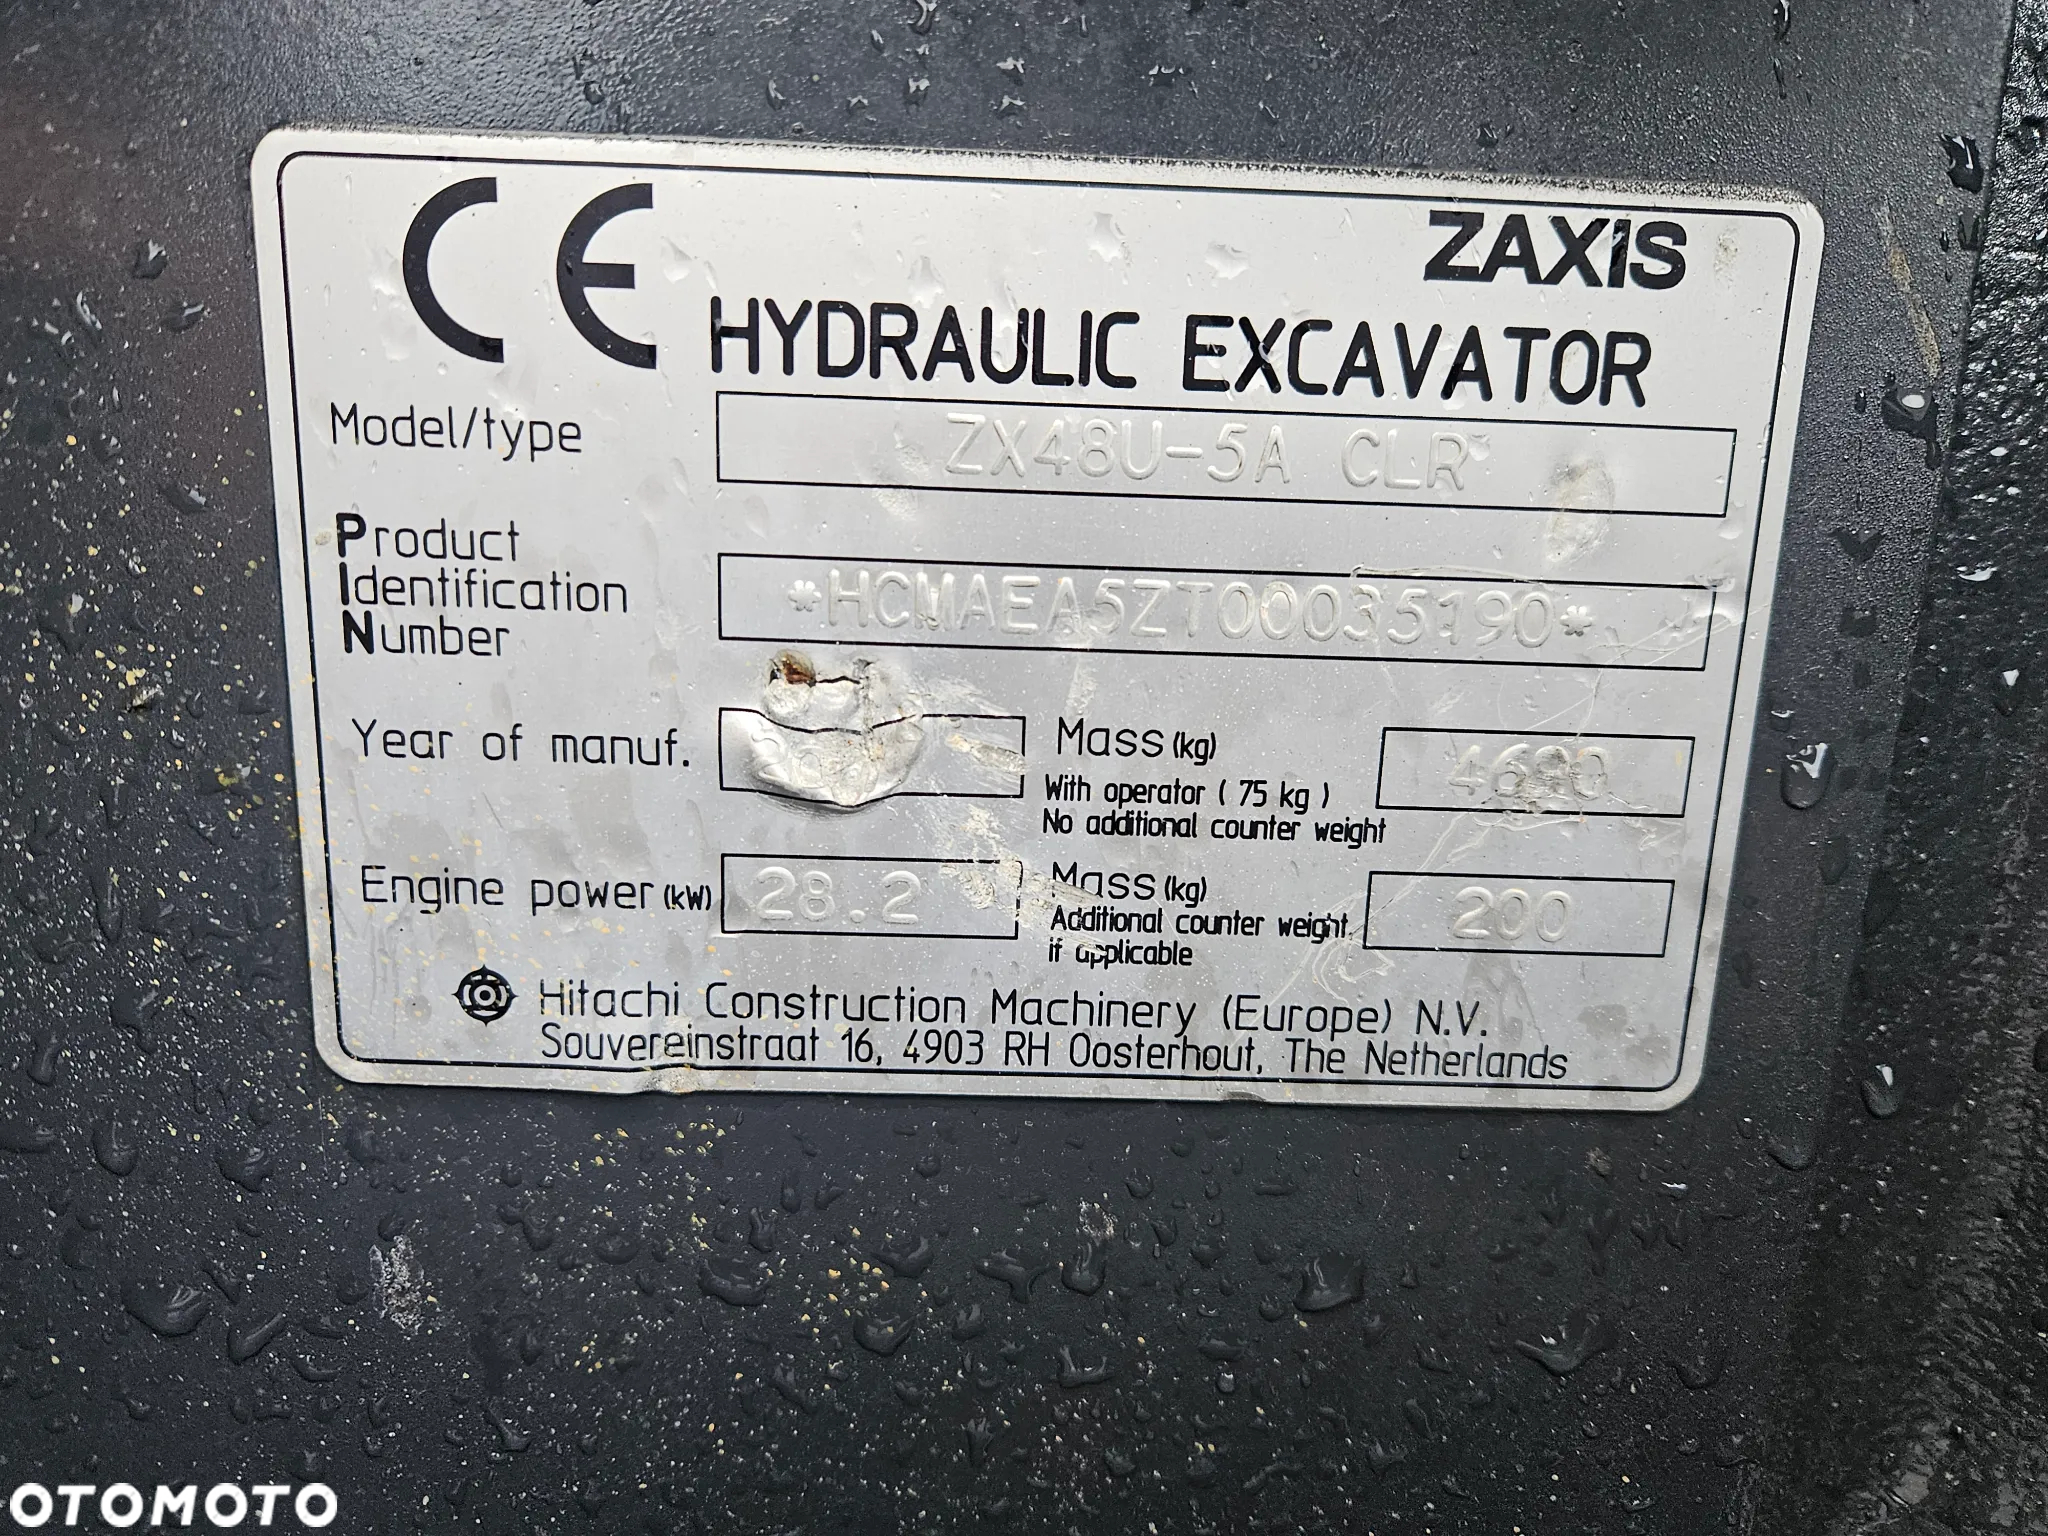 CE
ZAXIS
HYDRAULIC EXCAVATOR
Model/type ZX48U-5A CLR
Product
Identification *HCMAEA5ZT00035190*
Number
Year of manuf.
Mass (kg)
With operator ( 75 kg )
No additional counter weight
Engine power (kW) 28.2
Mass (kg) 200
Additional counter weight
if applicable
Hitachi Construction Machinery (Europe) N.V.
Souvereinstraat 16, 4903 RH Oosterhout, The Netherlands
OTOMOTO